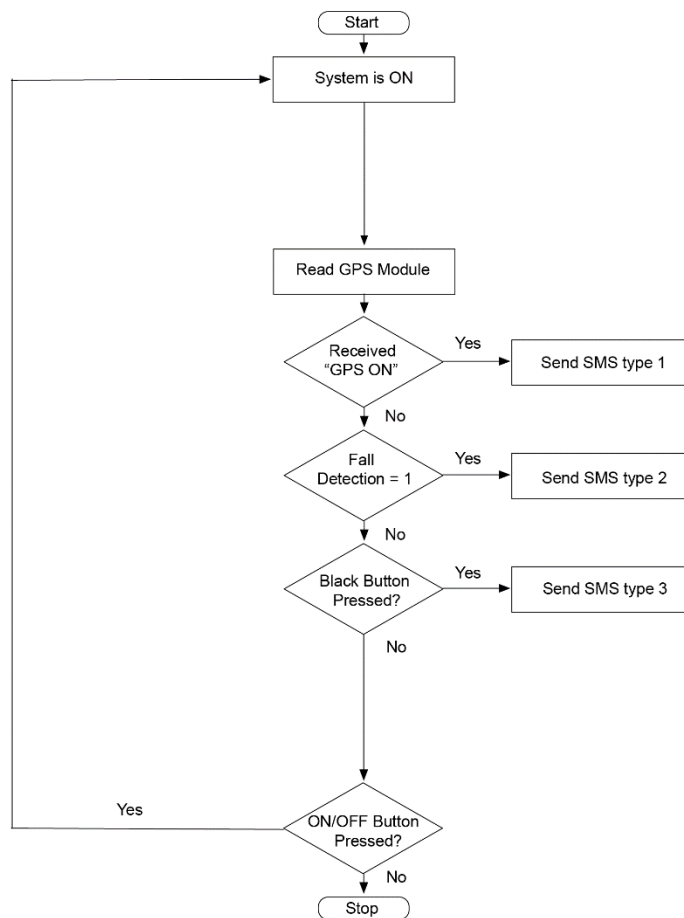 Start
System is ON
Read GPS Module
Received
“GPS ON”
Yes
Send SMS type 1
No
Fall
Detection = 1
Yes
Send SMS type 2
No
Black Button
Pressed?
Yes
Send SMS type 3
No
ON/OFF Button
Pressed?
Yes
No
Stop